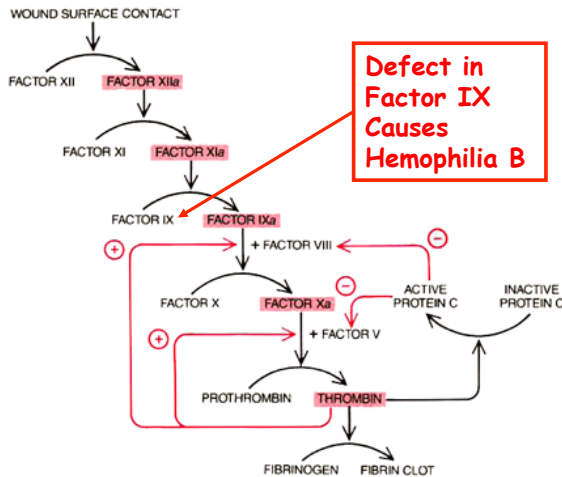 WOUND SURFACE CONTACT
Defect in
Factor IX
Causes
Hemophilia B
FACTOR XII
FACTOR XIIa
FACTOR XI
FACTOR XIa
FACTOR IX
FACTOR IXa
+
+ FACTOR VIII
−
ACTIVE
PROTEIN C
INACTIVE
PROTEIN C
−
FACTOR X
FACTOR Xa
+
+ FACTOR V
PROTHROMBIN
THROMBIN
FIBRINOGEN
FIBRIN CLOT